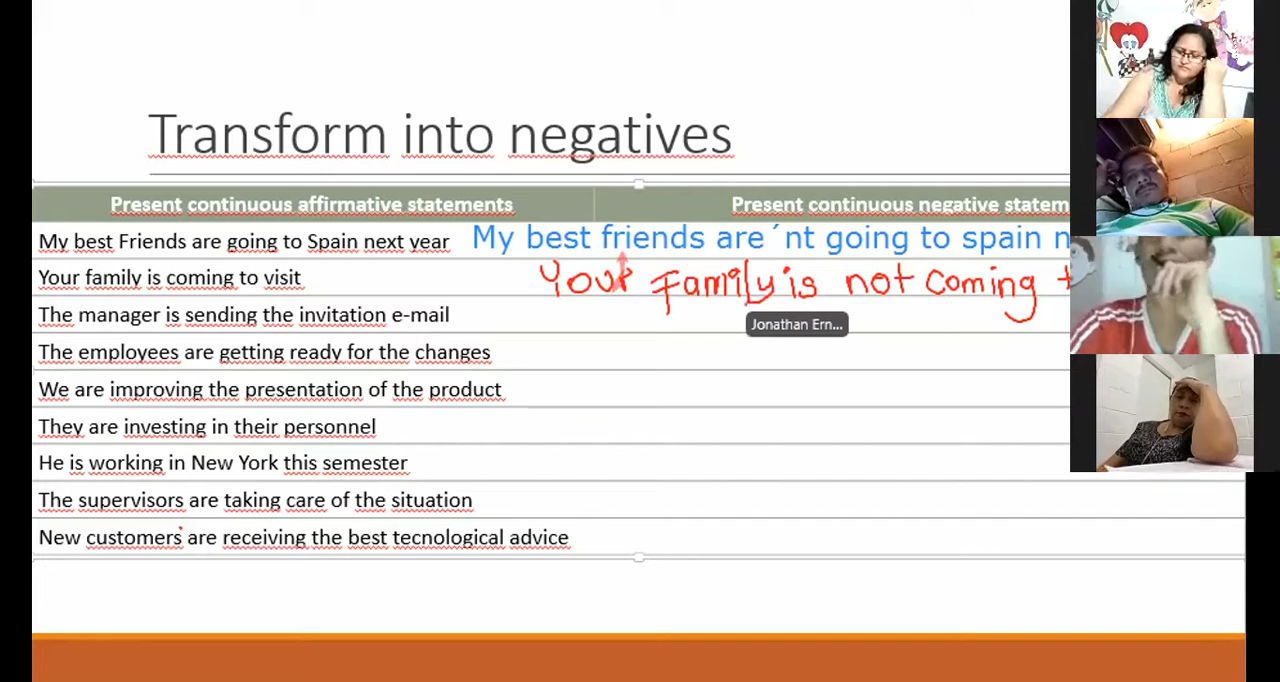 Transform into negatives
Present continuous affirmative statements
Present continuous negative statem
My best Friends are going to Spain next year
My best friends are´nt going to spain n
Your family is coming to visit
Your Family is not coming t
Jonathan Ern...
The manager is sending the invitation e-mail
The employees are getting ready for the changes
We are improving the presentation of the product
They are investing in their personnel
He is working in New York this semester
The supervisors are taking care of the situation
New customers are receiving the best tecnological advice